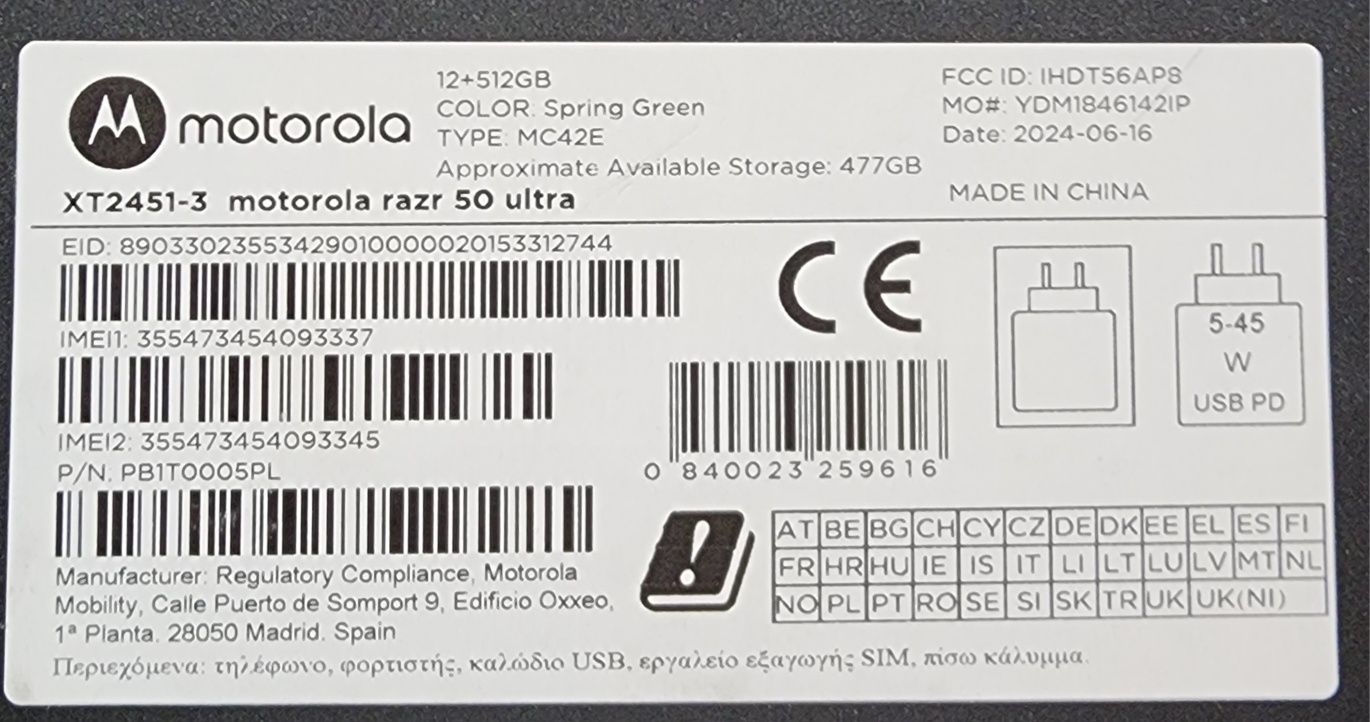 motorola
12+512GB
COLOR: Spring Green
TYPE: MC42E
Approximate Available Storage: 477GB
XT2451-3 motorola razr 50 ultra
FCC ID: IHDT56AP8
MO#: YDM1846142IP
Date: 2024-06-16
MADE IN CHINA
EID: 89033023553429010000020153312744
IMEI1: 355473454093337
IMEI2: 355473454093345
P/N. PB1T0005PL
CE
5-45
W
USB PD
0 840023 259616
AT BE BG CH CY CZ DE DK EE EL ES FI
FR HR HU IE IS IT LI LT LU LV MT NL
NO PL PT RO SE SI SK TR UK UK(NI)
Manufacturer: Regulatory Compliance, Motorola
Mobility, Calle Puerto de Somport 9, Edificio Oxxeo,
1ª Planta. 28050 Madrid. Spain
Περιεχόμενα: τηλέφωνο, φορτιστής, καλώδιο USB, εργαλείο εξαγωγής SIM, πίσω κάλυμμα.